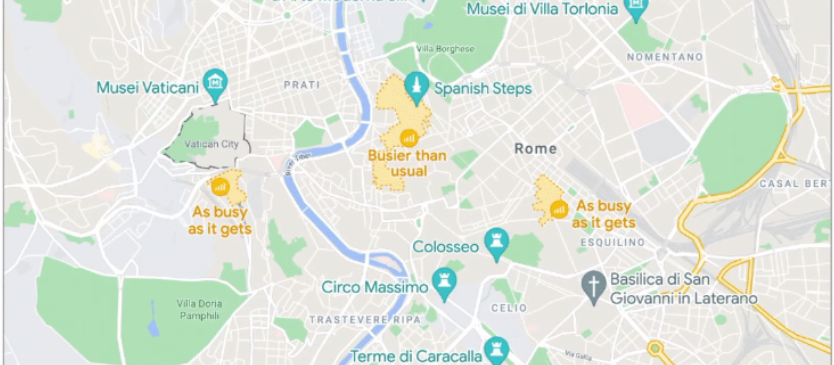 Musei di Villa Torlonia
Villa Borghese
NOMENTANO
Musei Vaticani
PRATI
Spanish Steps
Vatican City
Rome
Busier than
usual
CASAL BERT
As busy
as it gets
As busy
as it gets
ESQUILINO
Colosseo
Circo Massimo
Basilica di San
Giovanni in Laterano
Villa Doria
Pamphili
CELIO
TRASTEVERE RIPA
Terme di Caracalla
Via Gallia